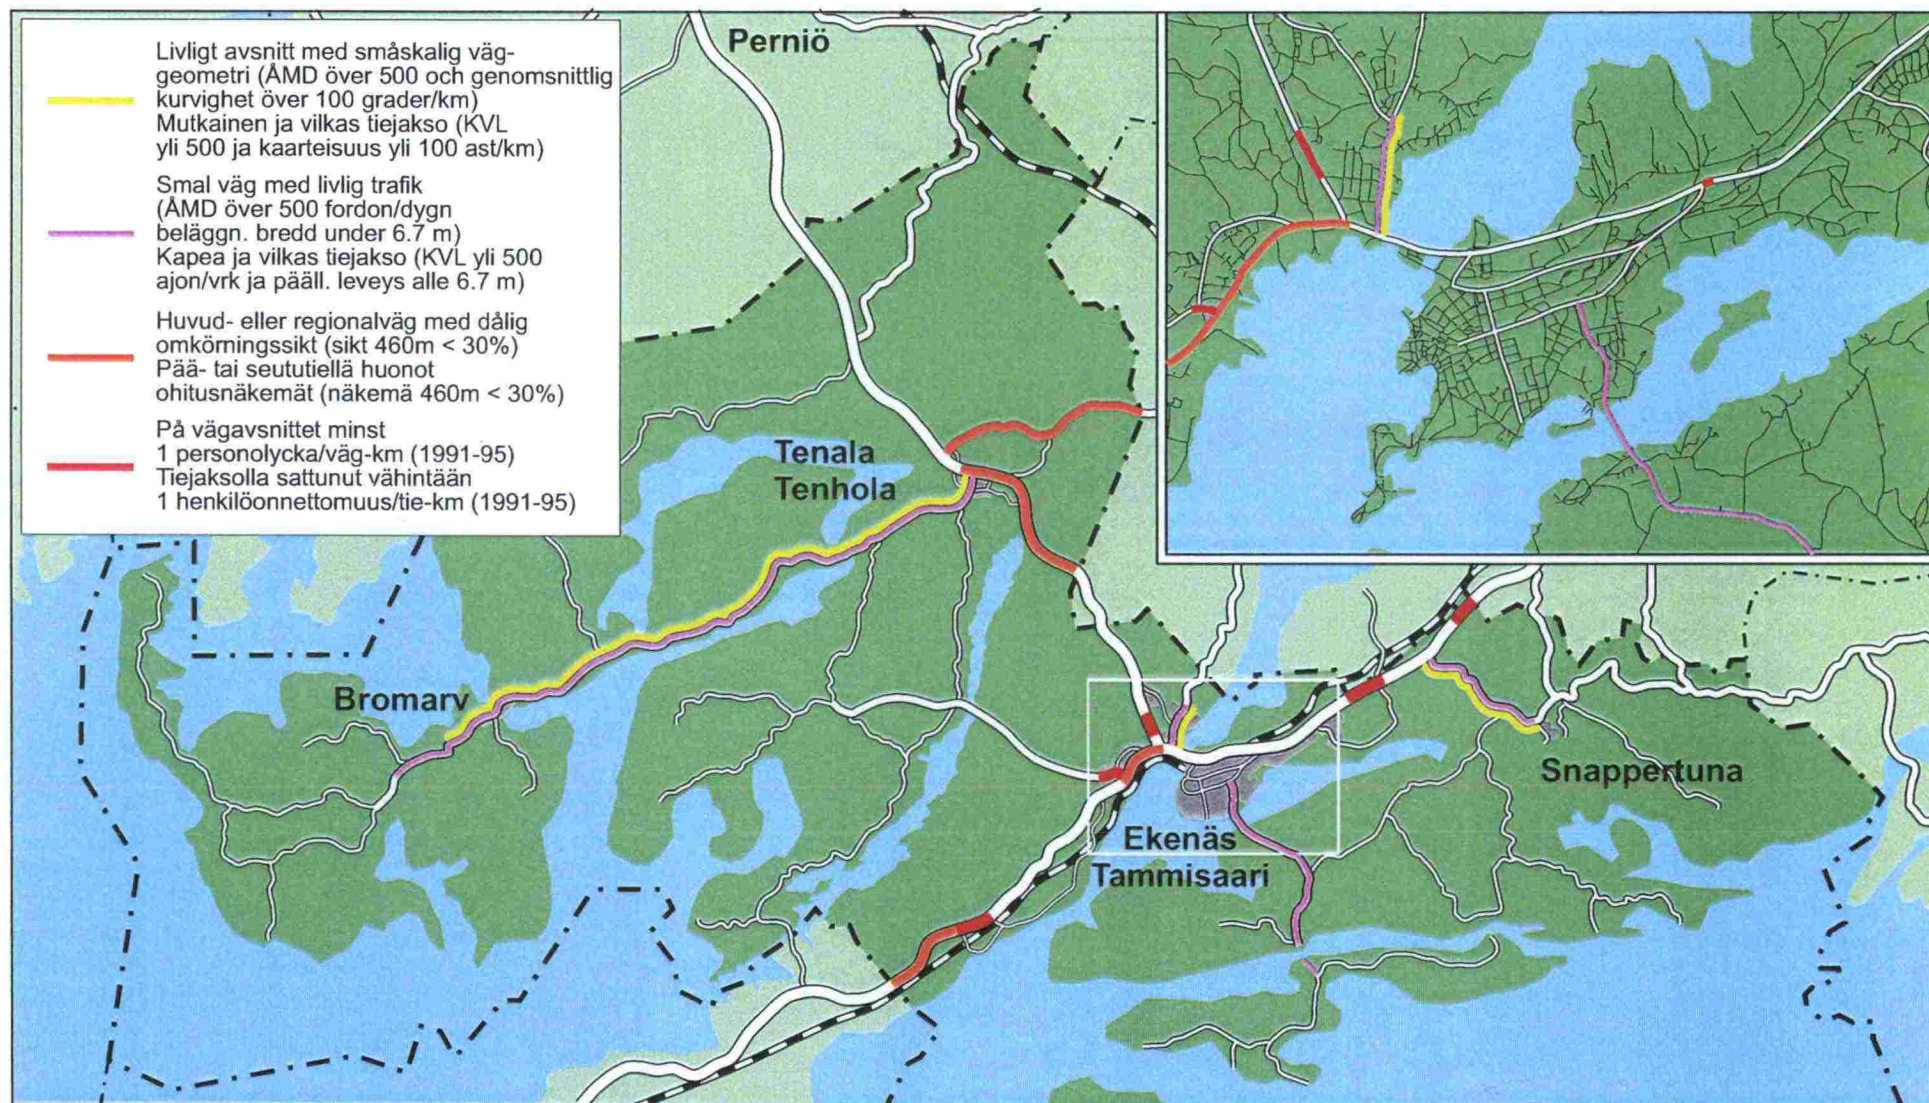 Livligt avsnitt med småskalig väg-
geometri (ÅMD över 500 och genomsnittlig
kurvighet över 100 grader/km)
Mutkainen ja vilkas tiejakso (KVL
yli 500 ja kaarteisuus yli 100 ast/km)
Smal väg med livlig trafik
(ÅMD över 500 fordon/dygn
beläggn. bredd under 6.7 m)
Kapea ja vilkas tiejakso (KVL yli 500
ajon/vrk ja pääll. leveys alle 6.7 m)
Huvud- eller regionalväg med dålig
omkörningssikt (sikt 460m < 30%)
Pää- tai seututiellä huonot
ohitusnäkemät (näkemä 460m < 30%)
På vägavsnittet minst
1 personolycka/väg-km (1991-95)
Tiejaksolla sattunut vähintään
1 henkilöonnettomuus/tie-km (1991-95)
Perniö
Tenala
Tenhola
Bromarv
Snappertuna
Ekenäs
Tammisaari